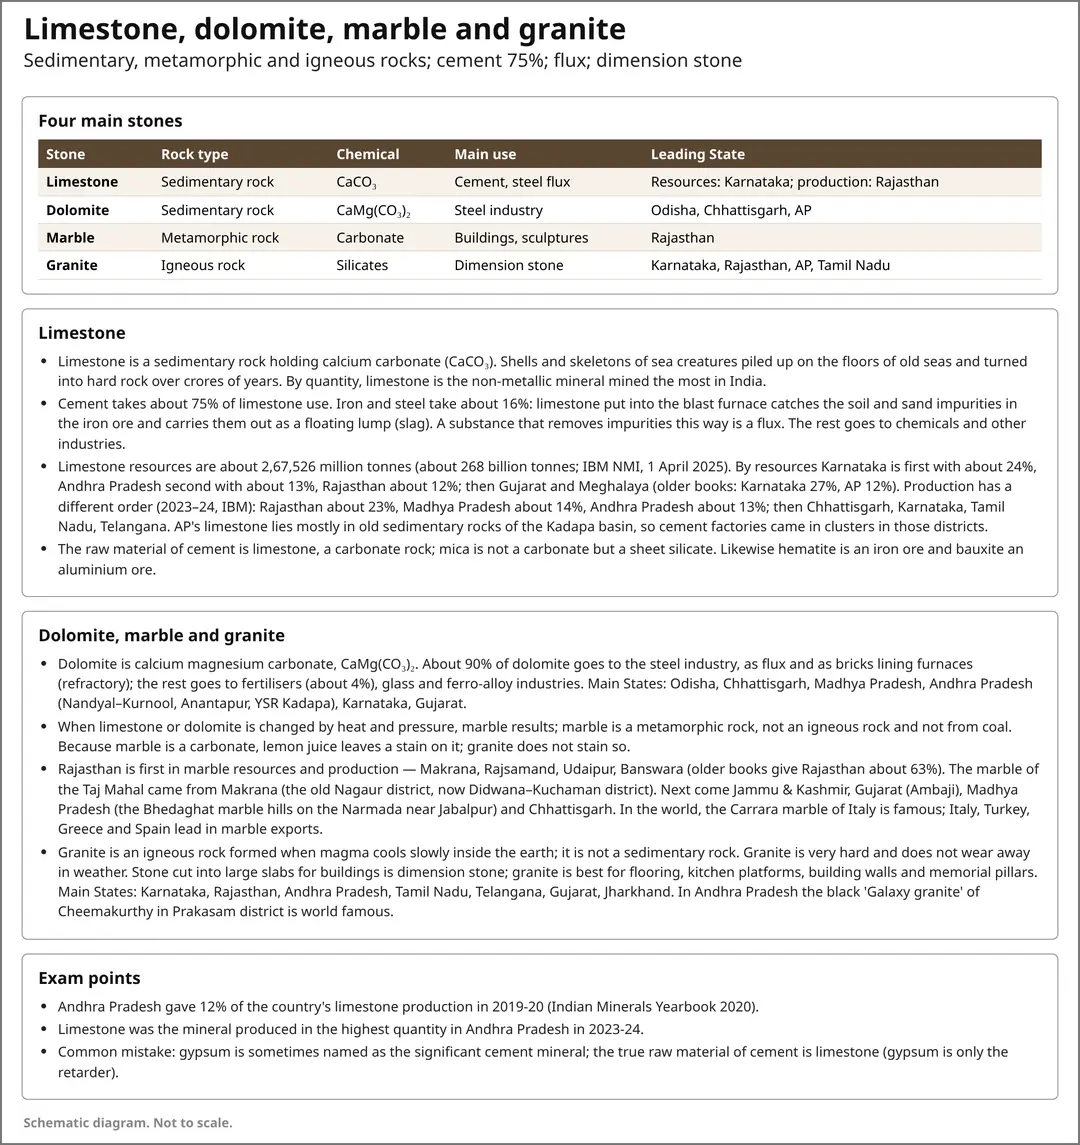 Limestone, dolomite, marble and granite
Sedimentary, metamorphic and igneous rocks; cement 75%; flux; dimension stone
Four main stones
Stone Rock type Chemical Main use Leading State
Limestone Sedimentary rock CaCO₃ Cement, steel flux Resources: Karnataka; production: Rajasthan
Dolomite Sedimentary rock CaMg(CO₃)₂ Steel industry Odisha, Chhattisgarh, AP
Marble Metamorphic rock Carbonate Buildings, sculptures Rajasthan
Granite Igneous rock Silicates Dimension stone Karnataka, Rajasthan, AP, Tamil Nadu
Limestone
• Limestone is a sedimentary rock holding calcium carbonate (CaCO₃). Shells and skeletons of sea creatures piled up on the floors of old seas and turned
into hard rock over crores of years. By quantity, limestone is the non-metallic mineral mined the most in India.
• Cement takes about 75% of limestone use. Iron and steel take about 16%: limestone put into the blast furnace catches the soil and sand impurities in
the iron ore and carries them out as a floating lump (slag). A substance that removes impurities this way is a flux. The rest goes to chemicals and other
industries.
• Limestone resources are about 2,67,526 million tonnes (about 268 billion tonnes; IBM NMI, 1 April 2025). By resources Karnataka is first with about 24%,
Andhra Pradesh second with about 13%, Rajasthan about 12%; then Gujarat and Meghalaya (older books: Karnataka 27%, AP 12%). Production has a
different order (2023–24, IBM): Rajasthan about 23%, Madhya Pradesh about 14%, Andhra Pradesh about 13%; then Chhattisgarh, Karnataka, Tamil
Nadu, Telangana. AP's limestone lies mostly in old sedimentary rocks of the Kadapa basin, so cement factories came in clusters in those districts.
• The raw material of cement is limestone, a carbonate rock; mica is not a carbonate but a sheet silicate. Likewise hematite is an iron ore and bauxite an
aluminium ore.
Dolomite, marble and granite
• Dolomite is calcium magnesium carbonate, CaMg(CO₃)₂. About 90% of dolomite goes to the steel industry, as flux and as bricks lining furnaces
(refractory); the rest goes to fertilisers (about 4%), glass and ferro-alloy industries. Main States: Odisha, Chhattisgarh, Madhya Pradesh, Andhra Pradesh
(Nandyal–Kurnool, Anantapur, YSR Kadapa), Karnataka, Gujarat.
• When limestone or dolomite is changed by heat and pressure, marble results; marble is a metamorphic rock, not an igneous rock and not from coal.
Because marble is a carbonate, lemon juice leaves a stain on it; granite does not stain so.
• Rajasthan is first in marble resources and production — Makrana, Rajsamand, Udaipur, Banswara (older books give Rajasthan about 63%). The marble of
the Taj Mahal came from Makrana (the old Nagaur district, now Didwana–Kuchaman district). Next come Jammu & Kashmir, Gujarat (Ambaji), Madhya
Pradesh (the Bhedaghat marble hills on the Narmada near Jabalpur) and Chhattisgarh. In the world, the Carrara marble of Italy is famous; Italy, Turkey,
Greece and Spain lead in marble exports.
• Granite is an igneous rock formed when magma cools slowly inside the earth; it is not a sedimentary rock. Granite is very hard and does not wear away
in weather. Stone cut into large slabs for buildings is dimension stone; granite is best for flooring, kitchen platforms, building walls and memorial pillars.
Main States: Karnataka, Rajasthan, Andhra Pradesh, Tamil Nadu, Telangana, Gujarat, Jharkhand. In Andhra Pradesh the black 'Galaxy granite' of
Cheemakurthy in Prakasam district is world famous.
Exam points
• Andhra Pradesh gave 12% of the country's limestone production in 2019-20 (Indian Minerals Yearbook 2020).
• Limestone was the mineral produced in the highest quantity in Andhra Pradesh in 2023-24.
• Common mistake: gypsum is sometimes named as the significant cement mineral; the true raw material of cement is limestone (gypsum is only the
retarder).
Schematic diagram. Not to scale.